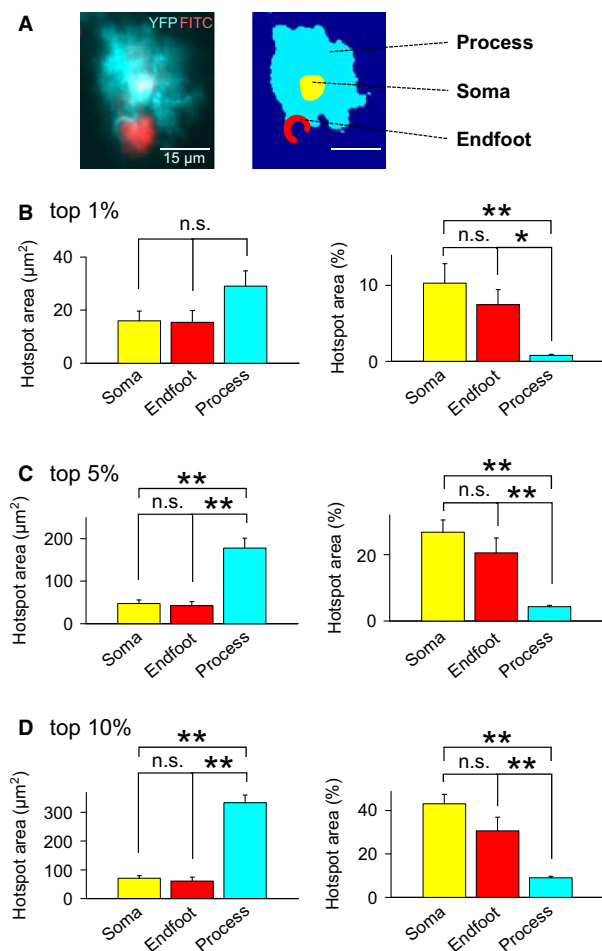 A
YFP FITC
15 µm
Process
Soma
Endfoot
B top 1%
Hotspot area (µm²)
40
20
0
n.s.
Soma
Endfoot
Process
Hotspot area (%)
10
0
**
n.s. *
Soma
Endfoot
Process
C top 5%
Hotspot area (µm²)
200
100
0
**
n.s. **
Soma
Endfoot
Process
Hotspot area (%)
20
0
**
n.s. **
Soma
Endfoot
Process
D top 10%
Hotspot area (µm²)
300
200
100
0
**
n.s. **
Soma
Endfoot
Process
Hotspot area (%)
40
20
0
**
n.s. **
Soma
Endfoot
Process